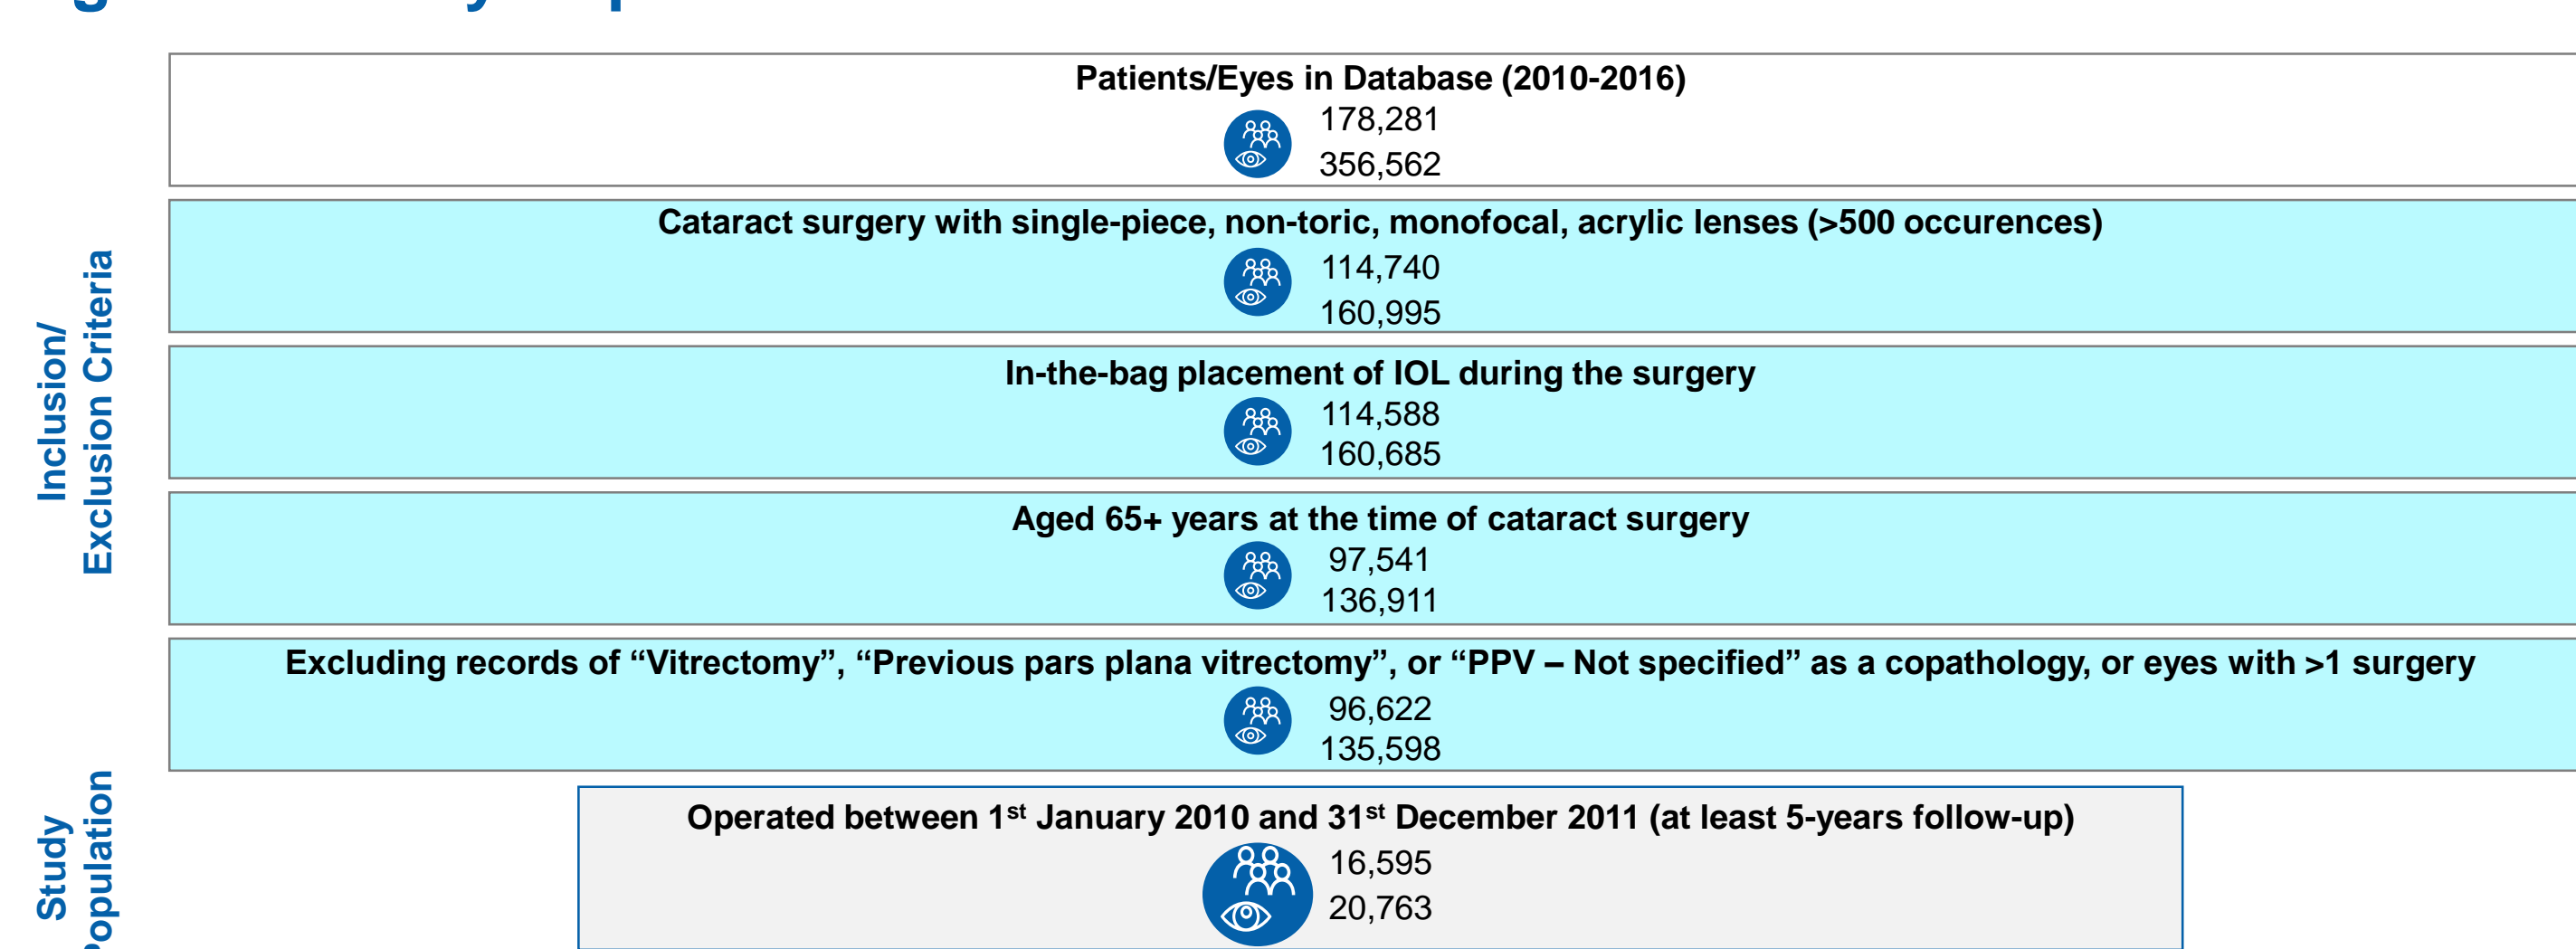 Patients/Eyes in Database (2010-2016)
178,281
356,562
Cataract surgery with single-piece, non-toric, monofocal, acrylic lenses (>500 occurences)
114,740
160,995
In-the-bag placement of IOL during the surgery
114,588
160,685
Aged 65+ years at the time of cataract surgery
97,541
136,911
Excluding records of “Vitrectomy”, “Previous pars plana vitrectomy”, or “PPV – Not specified” as a copathology, or eyes with >1 surgery
96,622
135,598
Inclusion/
Exclusion Criteria
Operated between 1st January 2010 and 31st December 2011 (at least 5-years follow-up)
16,595
20,763
Study
Population